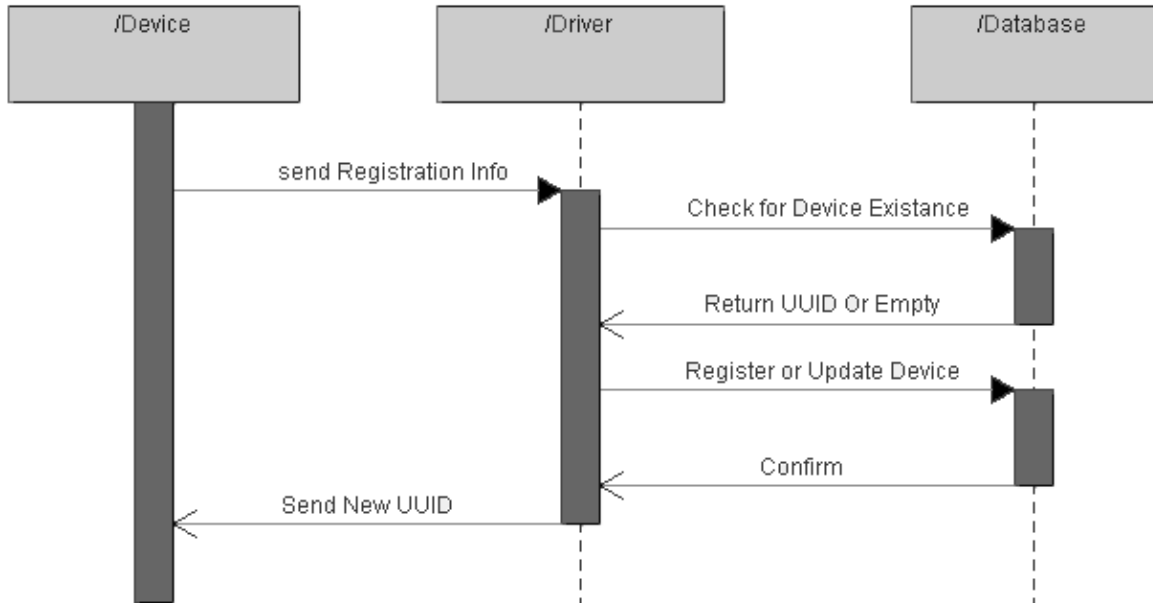 /Device
/Driver
/Database
send Registration Info
Check for Device Existance
Return UUID Or Empty
Register or Update Device
Confirm
Send New UUID